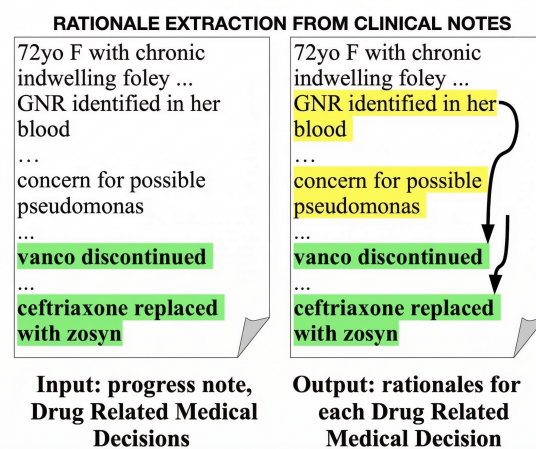 RATIONALE EXTRACTION FROM CLINICAL NOTES
72yo F with chronic
indwelling foley ...
GNR identified in her
blood
...
concern for possible
pseudomonas
...
vanco discontinued
...
ceftriaxone replaced
with zosyn
Input: progress note,
Drug Related Medical
Decisions
72yo F with chronic
indwelling foley ...
GNR identified in her
blood
...
concern for possible
pseudomonas
...
vanco discontinued
...
ceftriaxone replaced
with zosyn
Output: rationales for
each Drug Related
Medical Decision